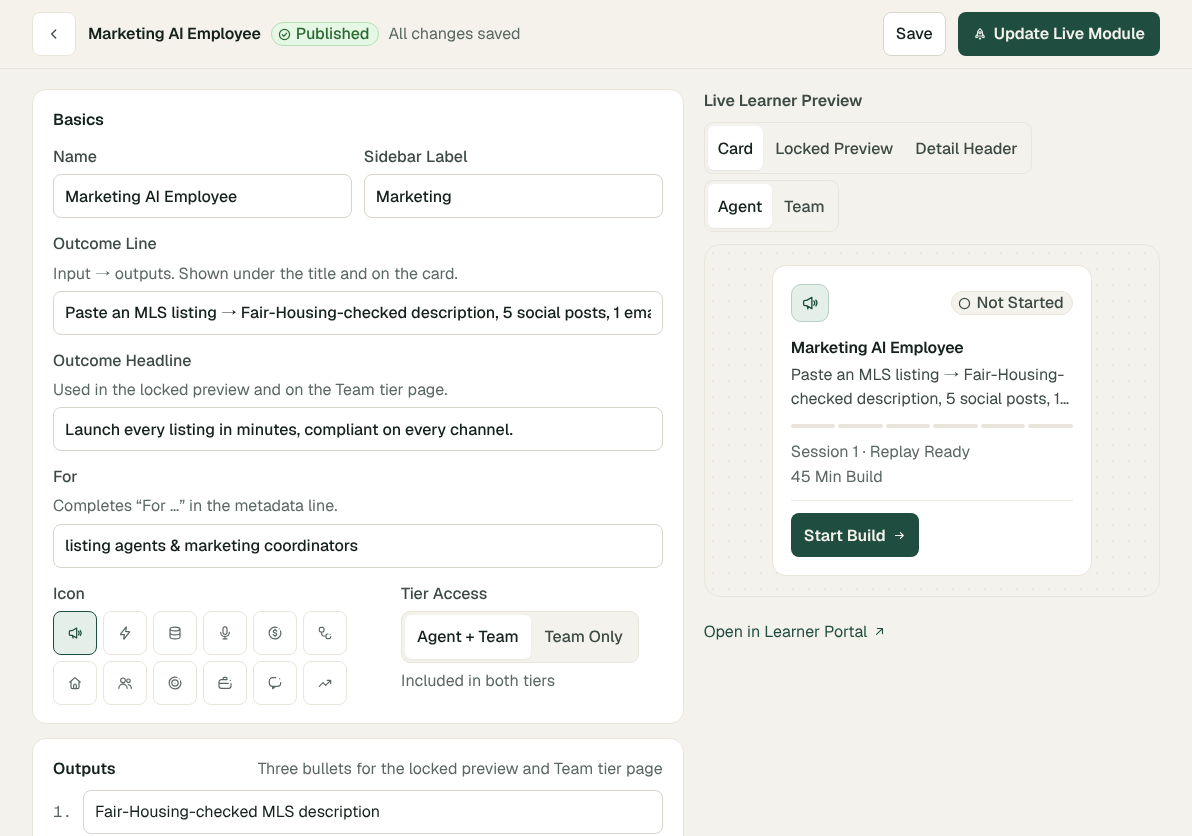 Marketing AI Employee
Published
All changes saved
Save
Update Live Module
Basics
Name
Sidebar Label
Marketing AI Employee
Marketing
Outcome Line
Input → outputs. Shown under the title and on the card.
Paste an MLS listing → Fair-Housing-checked description, 5 social posts, 1 ema
Outcome Headline
Used in the locked preview and on the Team tier page.
Launch every listing in minutes, compliant on every channel.
For
Completes “For …” in the metadata line.
listing agents & marketing coordinators
Icon
Tier Access
Agent + Team
Team Only
Included in both tiers
Outputs
Three bullets for the locked preview and Team tier page
1.
Fair-Housing-checked MLS description
Live Learner Preview
Card
Locked Preview
Detail Header
Agent
Team
Not Started
Marketing AI Employee
Paste an MLS listing → Fair-Housing-
checked description, 5 social posts, 1…
Session 1 · Replay Ready
45 Min Build
Start Build →
Open in Learner Portal ↗